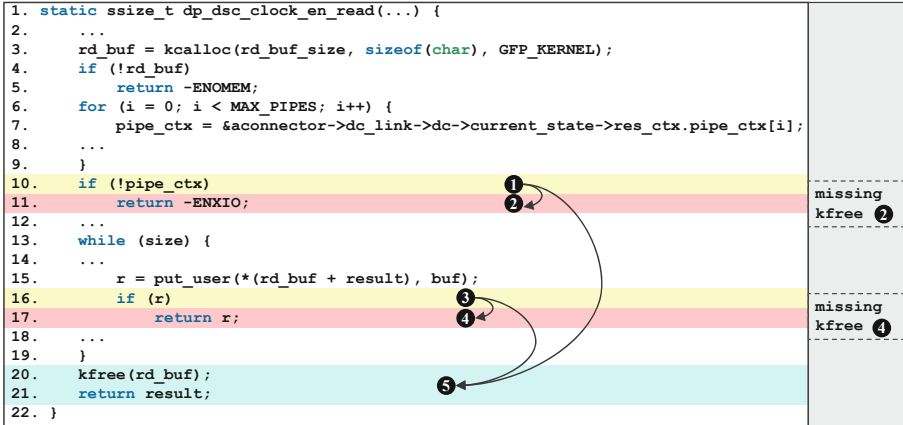 1. static ssize_t dp_dsc_clock_en_read(...) {
2. ...
3. rd_buf = kcalloc(rd_buf_size, sizeof(char), GFP_KERNEL);
4. if (!rd_buf)
5. return -ENOMEM;
6. for (i = 0; i < MAX_PIPES; i++) {
7. pipe_ctx = &aconnector->dc_link->dc->current_state->res_ctx.pipe_ctx[i];
8. ...
9. }
10. if (!pipe_ctx) 1
11. return -ENXIO; 2
missing
kfree 2
12. ...
13. while (size) {
14. ...
15. r = put_user(*(rd_buf + result), buf);
16. if (r) 3
17. return r; 4
missing
kfree 4
18. ...
19. }
20. kfree(rd_buf); 5
21. return result;
22. }